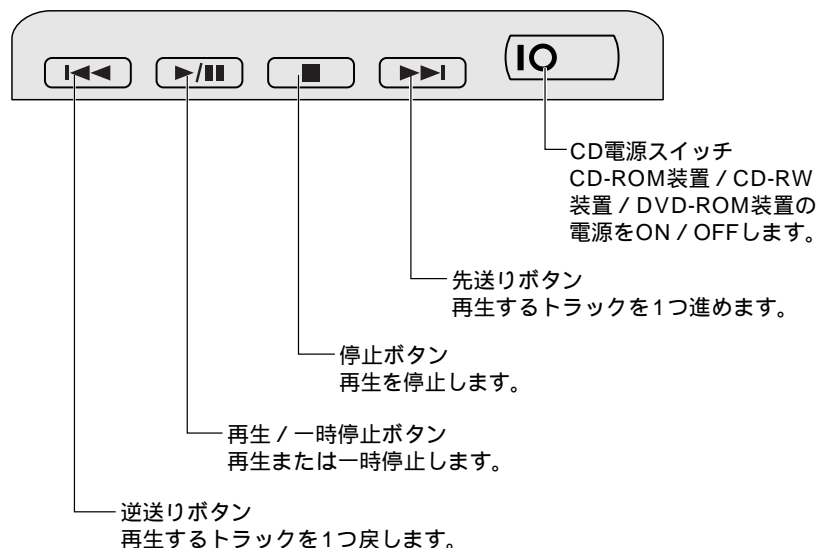 CD電源スイッチ
CD-ROM装置 / CD-RW
装置 / DVD-ROM装置の
電源をON / OFFします。
先送りボタン
再生するトラックを1つ進めます。
停止ボタン
再生を停止します。
再生 / 一時停止ボタン
再生または一時停止します。
逆送りボタン
再生するトラックを1つ戻します。